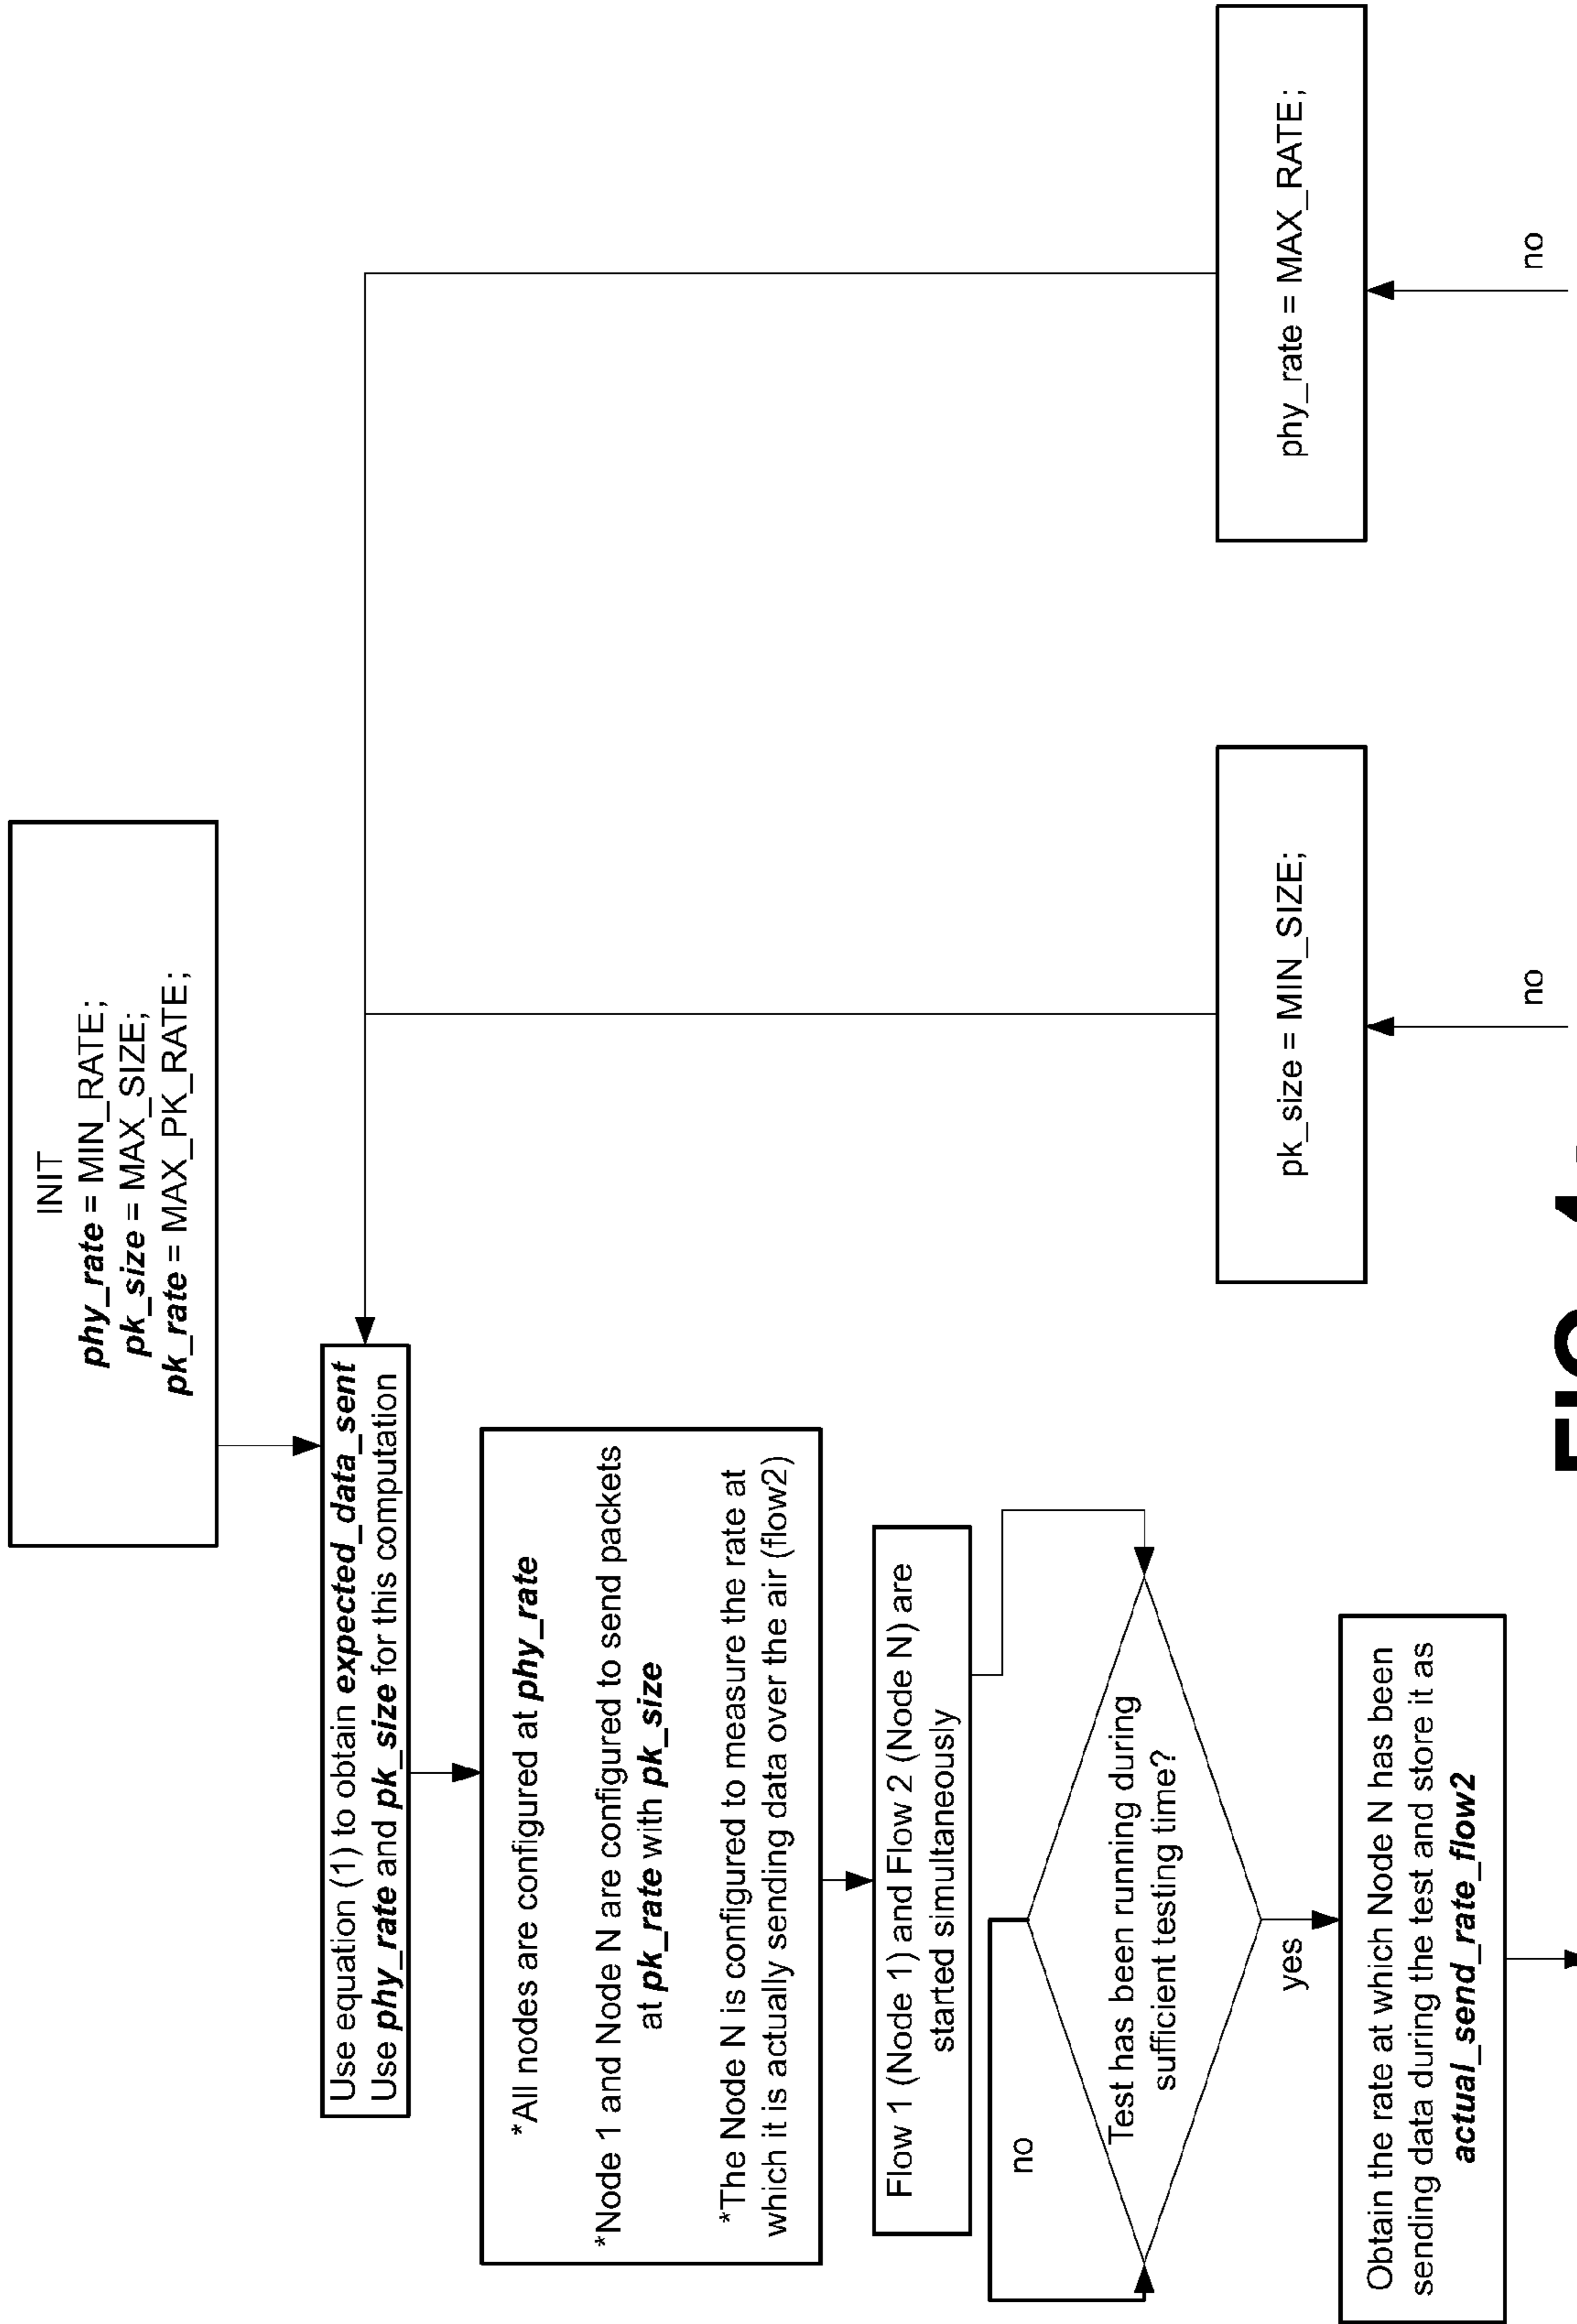 INIT
phy_rate = MIN_RATE;
pk_size = MAX_SIZE;
pk_rate = MAX_PK_RATE;
Use equation (1) to obtain expected_data_sent
Use phy_rate and pk_size for this computation
*All nodes are configured at phy_rate
*Node 1 and Node N are configured to send packets
at pk_rate with pk_size
*The Node N is configured to measure the rate at
which it is actually sending data over the air (flow2)
Flow 1 (Node 1) and Flow 2 (Node N) are
started simultaneously
no
Test has been running during
sufficient testing time?
yes
Obtain the rate at which Node N has been
sending data during the test and store it as
actual_send_rate_flow2
pk_size = MIN_SIZE;
no
phy_rate = MAX_RATE;
no